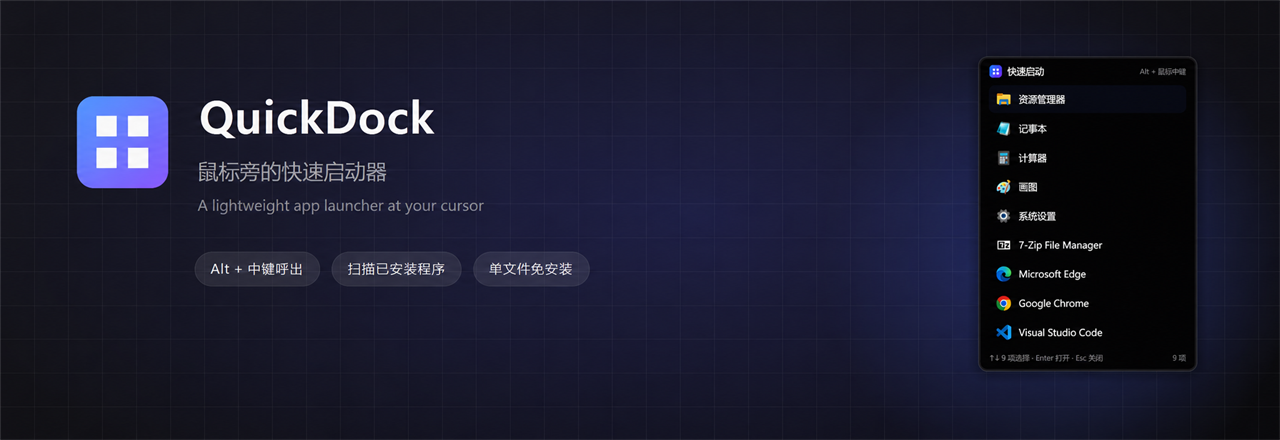 QuickDock
鼠标旁的快速启动器
A lightweight app launcher at your cursor
Alt + 中键呼出
扫描已安装程序
单文件免安装
快速启动
Alt + 鼠标中键
资源管理器
记事本
计算器
画图
系统设置
7-Zip File Manager
Microsoft Edge
Google Chrome
Visual Studio Code
↑↓ 9 项选择 · Enter 打开 · Esc 关闭
9 项